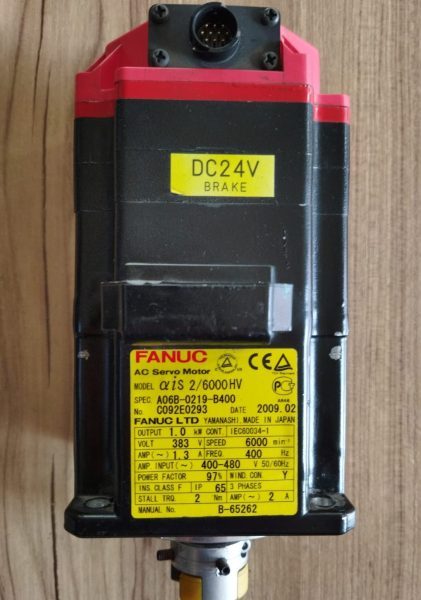 DC24V
BRAKE
FANUC
AC Servo Motor
MODEL αiS 2/6000HV
SPEC. A06B-0219-B400
No. C092E0293 DATE 2009.02
FANUC LTD YAMANASHI, MADE IN JAPAN
OUTPUT 1.0 kW CONT IEC60034-1
VOLT 383 V SPEED 6000 min⁻¹
AMP(~) 1.3 A FREQ. 400 Hz
AMP INPUT(~) 400-480 V 50/60Hz
POWER FACTOR 97% WIND.CON. Y
INS.CLASS F IP 65 3 PHASES
STALL TRQ. 2 Nm AMP(~) 2 A
MANUAL No. B-65262